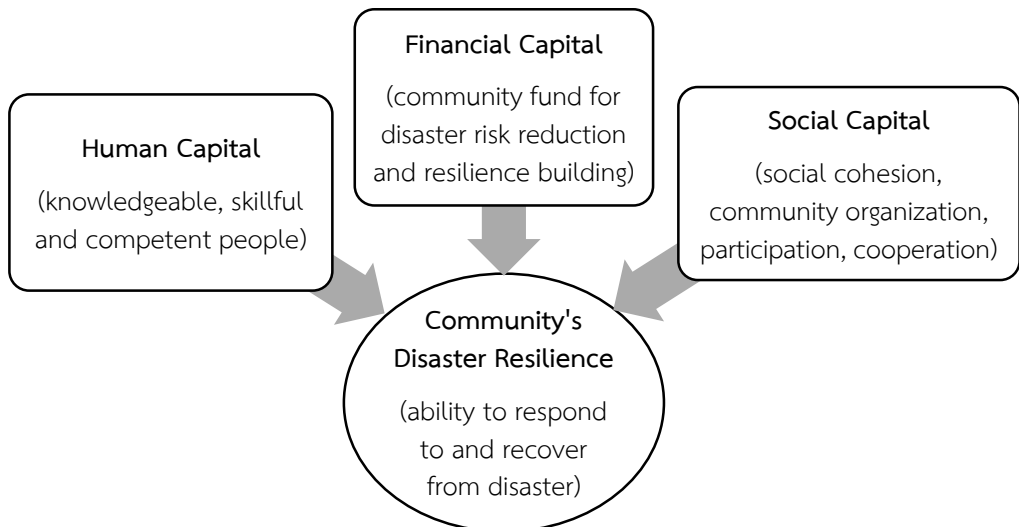 Financial Capital
(community fund for
disaster risk reduction
and resilience building)
Human Capital
(knowledgeable, skillful
and competent people)
Social Capital
(social cohesion,
community organization,
participation, cooperation)
Community's
Disaster Resilience
(ability to respond
to and recover
from disaster)